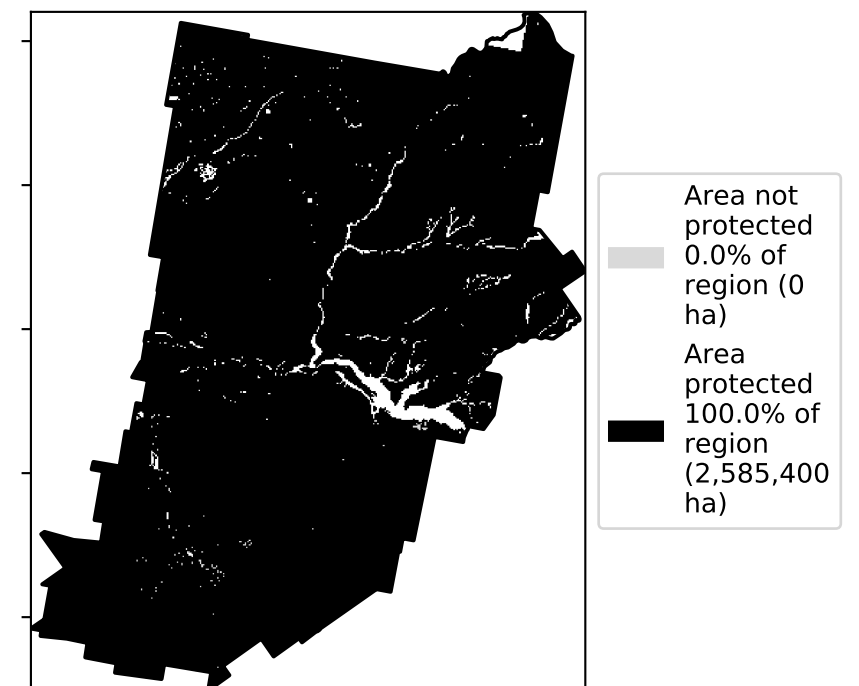 Area not
protected
0.0% of
region (0
ha)
Area
protected
100.0% of
region
(2,585,400
ha)